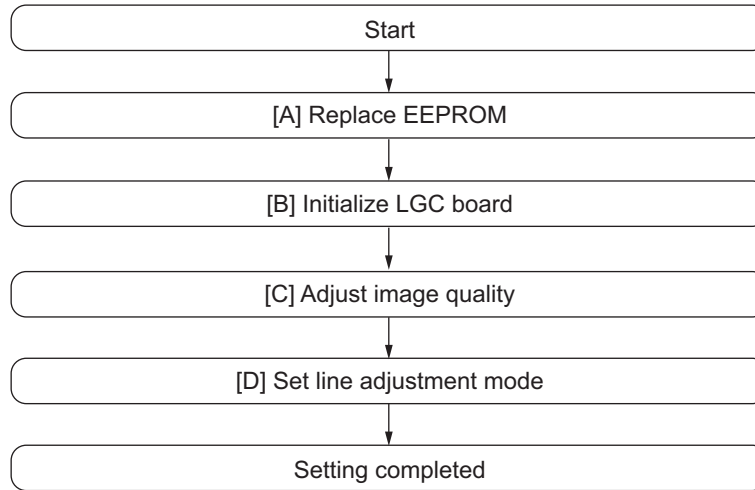 Start
[A] Replace EEPROM
[B] Initialize LGC board
[C] Adjust image quality
[D] Set line adjustment mode
Setting completed